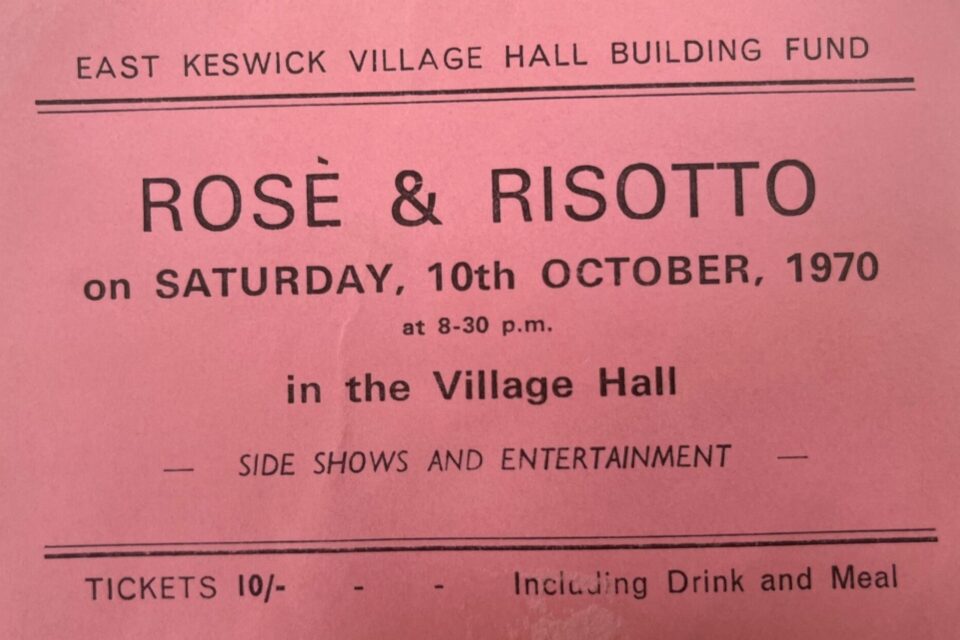 EAST KESWICK VILLAGE HALL BUILDING FUND
ROSÈ & RISOTTO
on SATURDAY, 10th OCTOBER, 1970
at 8-30 p.m.
in the Village Hall
— SIDE SHOWS AND ENTERTAINMENT —
TICKETS 10/- - - Including Drink and Meal